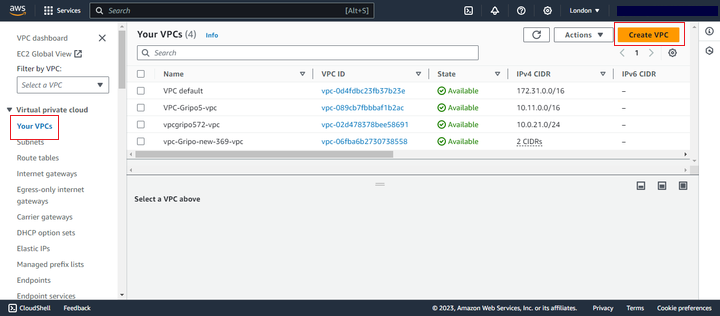 aws
Services
Search
[Alt+S]
London
VPC dashboard
EC2 Global View
Filter by VPC:
Select a VPC
Virtual private cloud
Your VPCs
Subnets
Route tables
Internet gateways
Egress-only internet
gateways
Carrier gateways
DHCP option sets
Elastic IPs
Managed prefix lists
Endpoints
Endpoint services
Your VPCs (4) Info
Actions
Create VPC
Search
1
Name VPC ID State IPv4 CIDR IPv6 CIDR
VPC default vpc-0d4fdbc23fb37b23e Available 172.31.0.0/16 –
VPC-Gripo5-vpc vpc-089cb7fbbbaf1b2ac Available 10.11.0.0/16 –
vpcgripo572-vpc vpc-02d478378bee58691 Available 10.0.21.0/24 –
vpc-Gripo-new-369-vpc vpc-06fba6b2730738558 Available 2 CIDRs –
Select a VPC above
CloudShell Feedback © 2023, Amazon Web Services, Inc. or its affiliates. Privacy Terms Cookie preferences